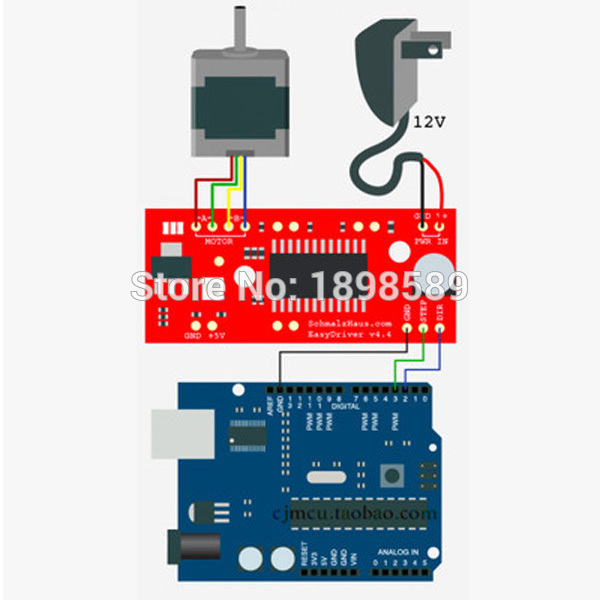 12V
A
B
MOTOR
GND
PWR IN
Store No: 1898589
GND +5V
SchmalzHaus.com
EasyDriver v4.4
GND
STEP
DIR
AREF
GND
13
12
11
10
9
8
7
6
5
4
3
2
1
0
PWM
PWM
PWM
DIGITAL
PWM
PWM
PWM
cjmcu.taobao.com
RESET
3V3
5V
GND
GND
VIN
ANALOG IN
0 1 2 3 4 5